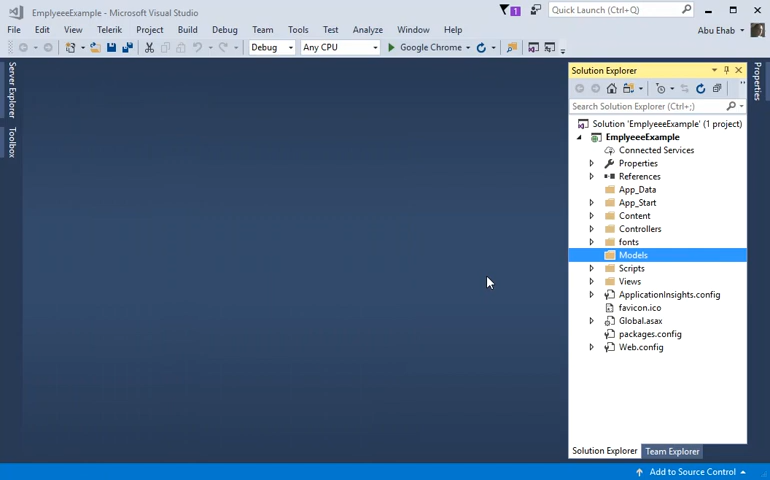 EmplyeeeExample - Microsoft Visual Studio
1
Quick Launch (Ctrl+Q)
File Edit View Telerik Project Build Debug Team Tools Test Analyze Window Help
Abu Ehab
Debug Any CPU Google Chrome
Server Explorer
Toolbox
Solution Explorer
Search Solution Explorer (Ctrl+;)
Solution 'EmplyeeeExample' (1 project)
EmplyeeeExample
Connected Services
Properties
References
App_Data
App_Start
Content
Controllers
fonts
Models
Scripts
Views
ApplicationInsights.config
favicon.ico
Global.asax
packages.config
Web.config
Solution Explorer Team Explorer
Properties
Add to Source Control